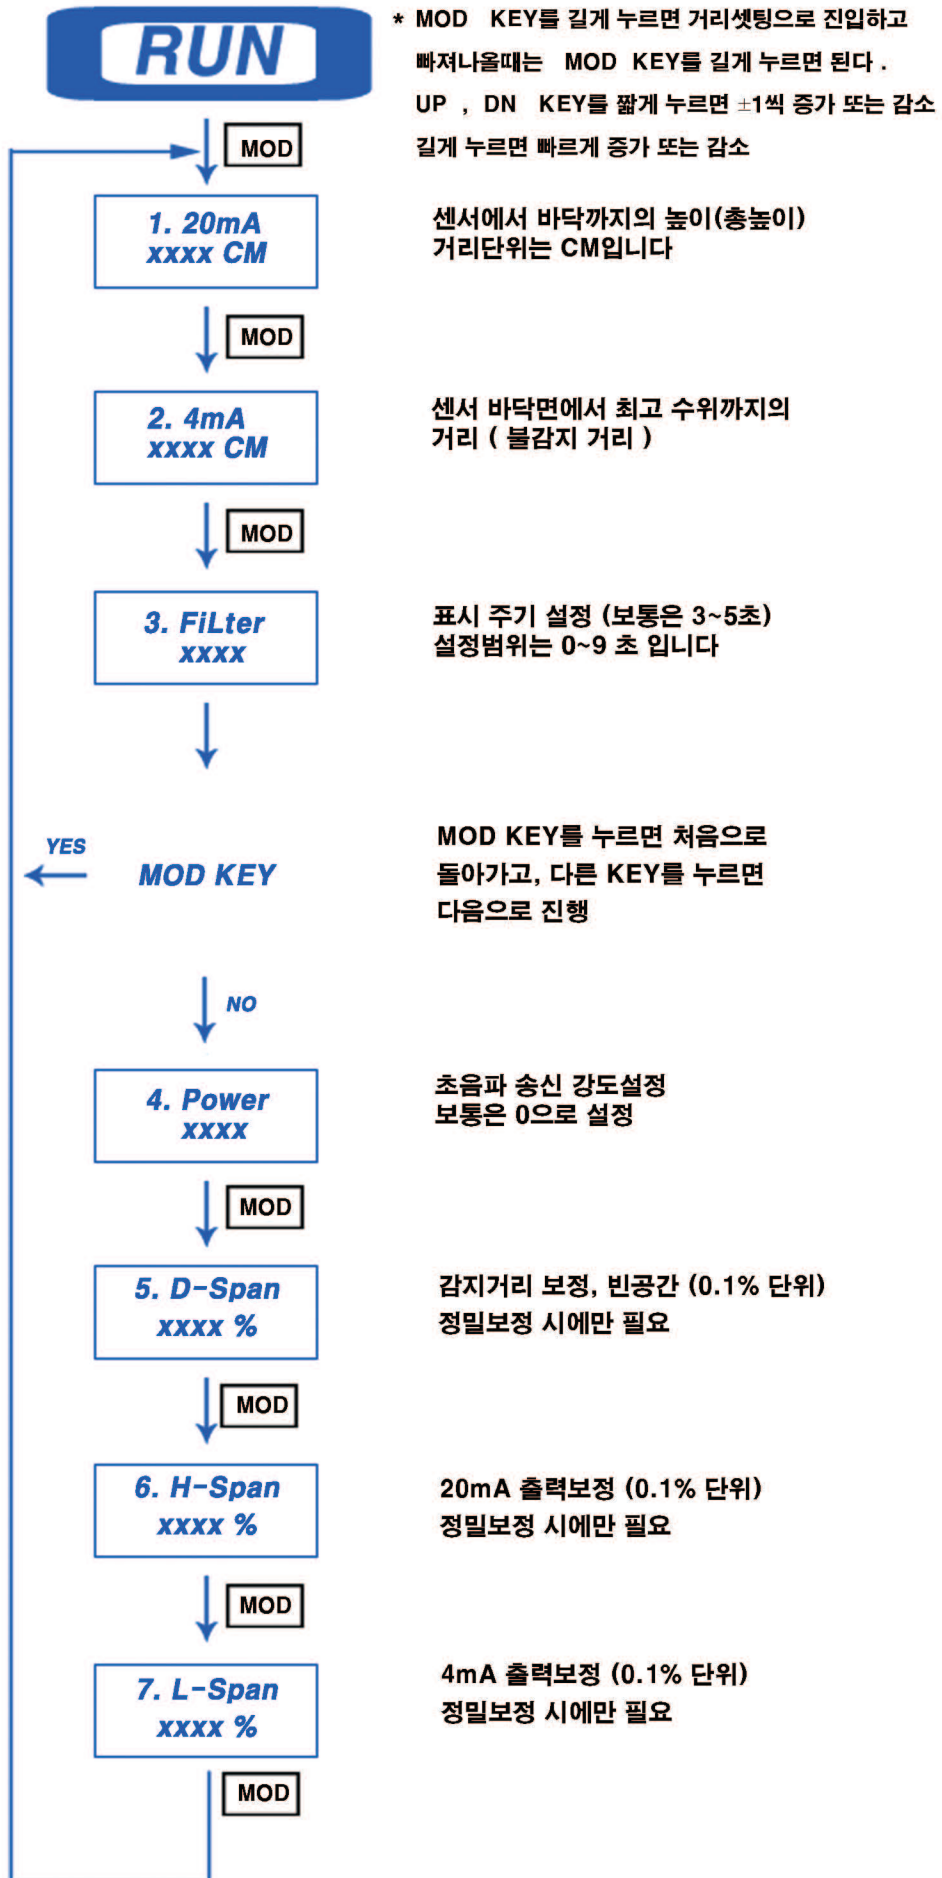 RUN
* MOD KEY를 길게 누르면 거리셋팅으로 진입하고
빠져나올때는 MOD KEY를 길게 누르면 된다 .
UP , DN KEY를 짧게 누르면 ±1씩 증가 또는 감소
길게 누르면 빠르게 증가 또는 감소
MOD
1. 20mA
xxxx CM
센서에서 바닥까지의 높이(총높이)
거리단위는 CM입니다
MOD
2. 4mA
xxxx CM
센서 바닥면에서 최고 수위까지의
거리 ( 불감지 거리 )
MOD
3. FiLter
xxxx
표시 주기 설정 (보통은 3~5초)
설정범위는 0~9 초 입니다
YES
MOD KEY
MOD KEY를 누르면 처음으로
돌아가고, 다른 KEY를 누르면
다음으로 진행
NO
4. Power
xxxx
초음파 송신 강도설정
보통은 0으로 설정
MOD
5. D-Span
xxxx %
감지거리 보정, 빈공간 (0.1% 단위)
정밀보정 시에만 필요
MOD
6. H-Span
xxxx %
20mA 출력보정 (0.1% 단위)
정밀보정 시에만 필요
MOD
7. L-Span
xxxx %
4mA 출력보정 (0.1% 단위)
정밀보정 시에만 필요
MOD